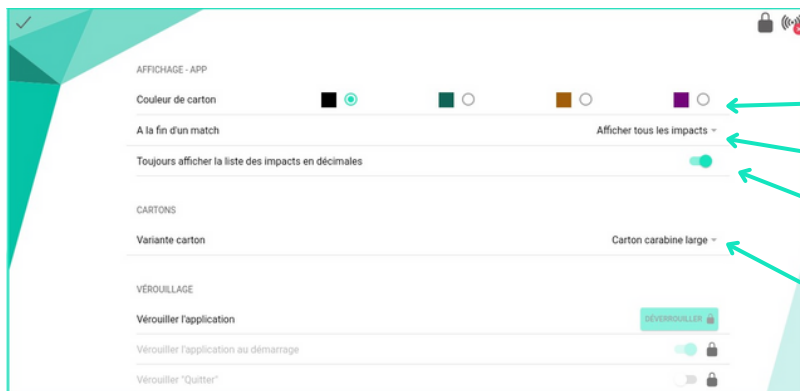 AFFICHAGE - APP
Couleur de carton
A la fin d'un match Afficher tous les impacts
Toujours afficher la liste des impacts en décimales
CARTONS
Variante carton Carton carabine large
VÉROUILLAGE
Vérouiller l'application DÉVERROUILLER
Vérouiller l'application au démarrage
Vérouiller "Quitter"